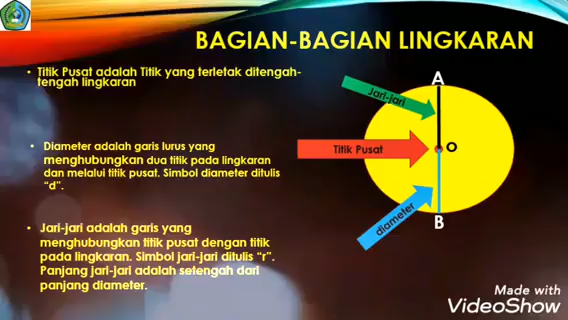 BAGIAN-BAGIAN LINGKARAN
• Titik Pusat adalah Titik yang terletak ditengah-
tengah lingkaran
• Diameter adalah garis lurus yang
menghubungkan dua titik pada lingkaran
dan melalui titik pusat. Simbol diameter ditulis
“d”.
• Jari-jari adalah garis yang
menghubungkan titik pusat dengan titik
pada lingkaran. Simbol jari-jari ditulis “r”.
Panjang jari-jari adalah setengah dari
panjang diameter.
A
Jari-jari
Titik Pusat
O
diameter
B
Made with
VideoShow